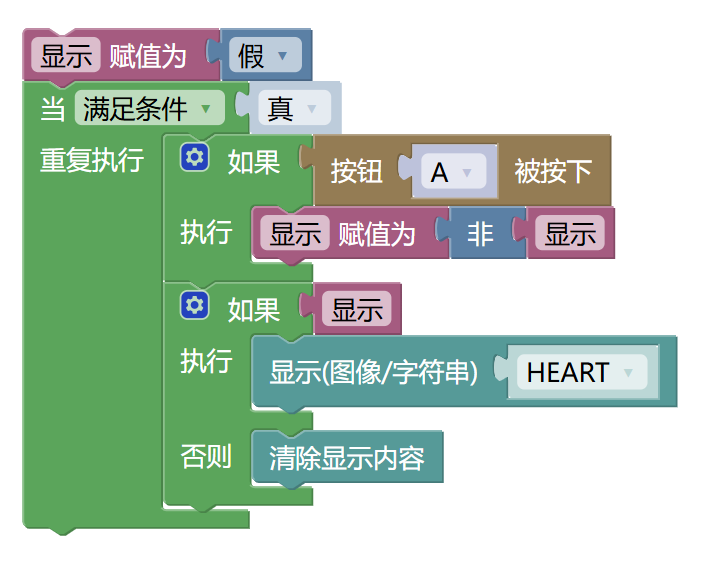 显示 赋值为 假
当 满足条件 真
重复执行 如果 按钮 A 被按下
执行 显示 赋值为 非 显示
如果 显示
执行 显示(图像/字符串) HEART
否则 清除显示内容